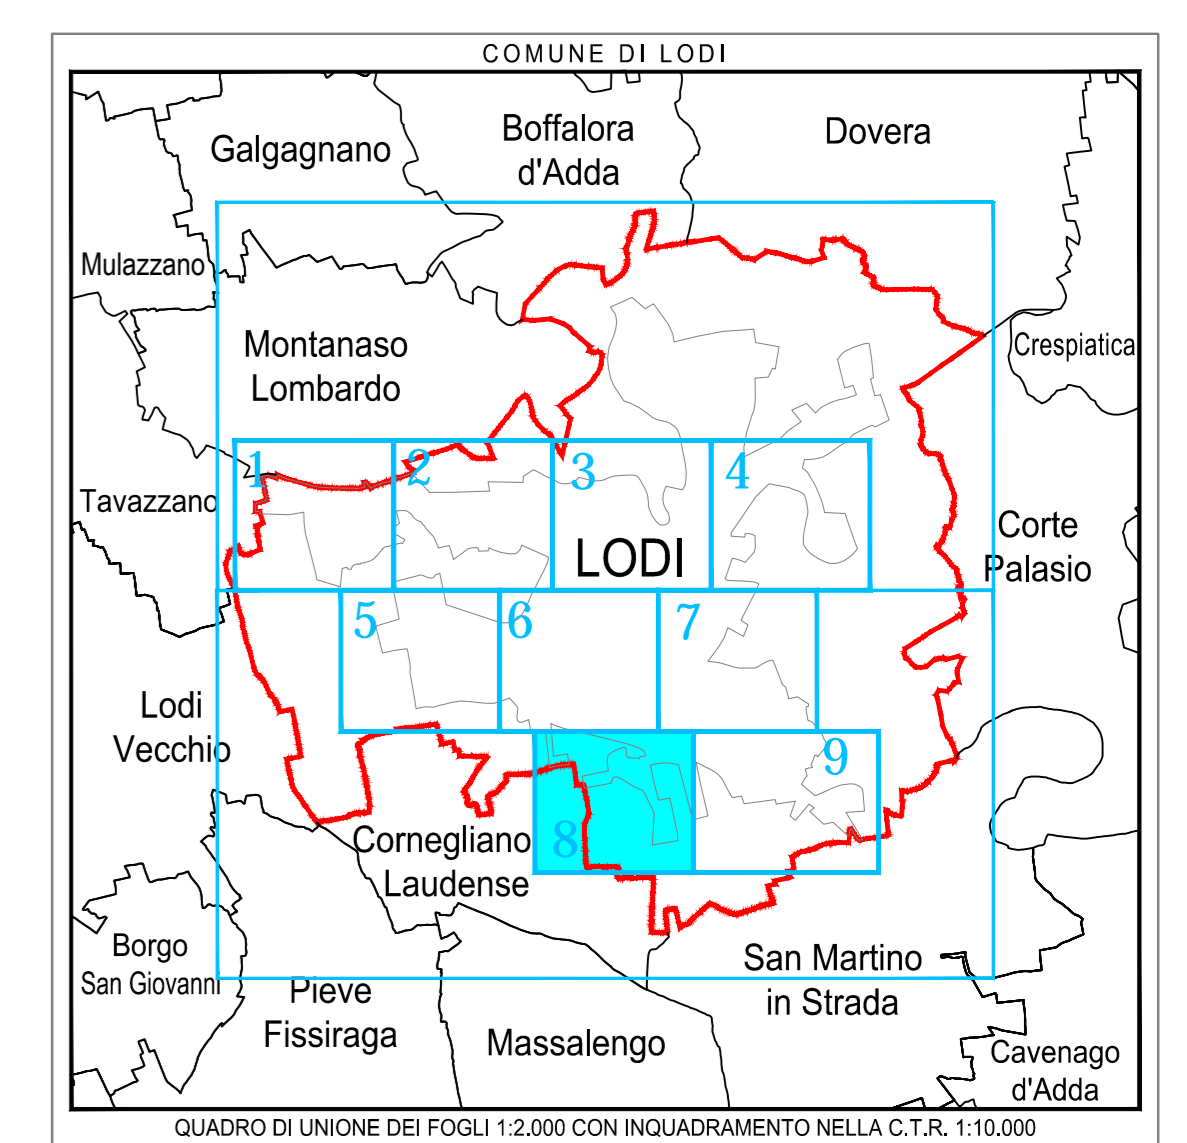 COMUNE DI LODI
Galgagnano
Boffalora
d'Adda
Dovera
Mulazzano
Montanaso
Lombardo
Crespiatica
1
2
3
4
Tavazzano
LODI
Corte
Palasio
5
6
7
Lodi
Vecchio
8
9
Cornegliano
Laudense
Borgo
San Giovanni
Pieve
Fissiraga
Massalengo
San Martino
in Strada
Cavenago
d'Adda
QUADRO DI UNIONE DEI FOGLI 1:2.000 CON INQUADRAMENTO NELLA C.T.R. 1:10.000